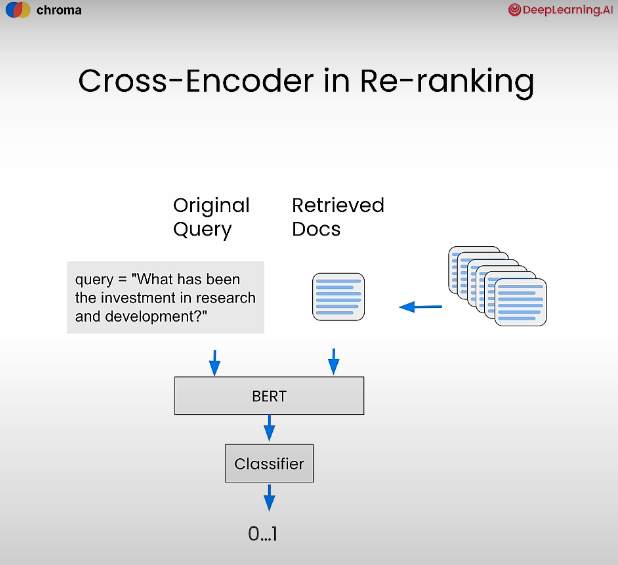 chroma
DeepLearning.AI
Cross-Encoder in Re-ranking
Original
Query
Retrieved
Docs
query = "What has been
the investment in research
and development?"
BERT
Classifier
0...1